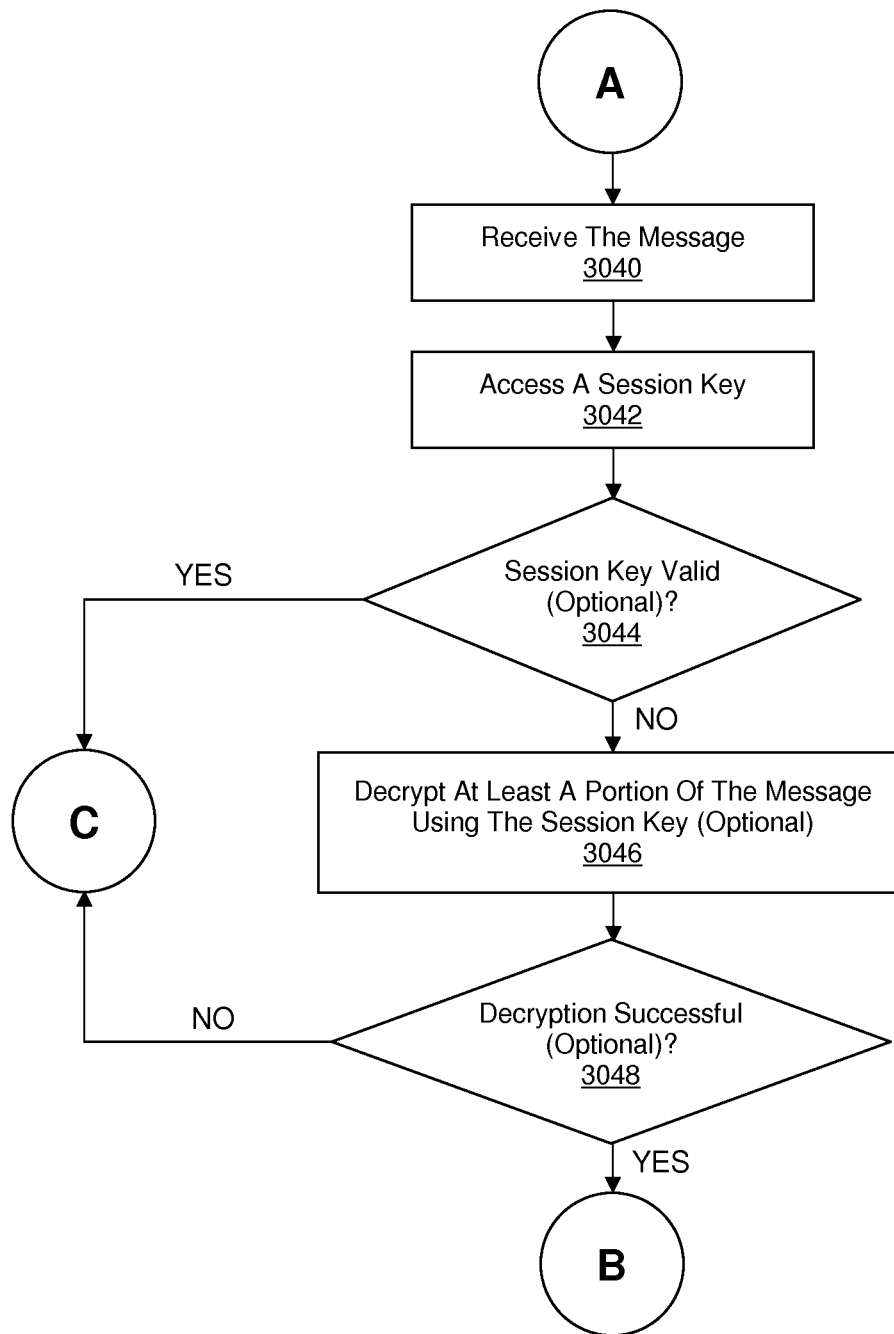 A
Receive The Message
3040
Access A Session Key
3042
Session Key Valid
(Optional)?
3044
YES
NO
C
Decrypt At Least A Portion Of The Message
Using The Session Key (Optional)
3046
Decryption Successful
(Optional)?
3048
NO
YES
B